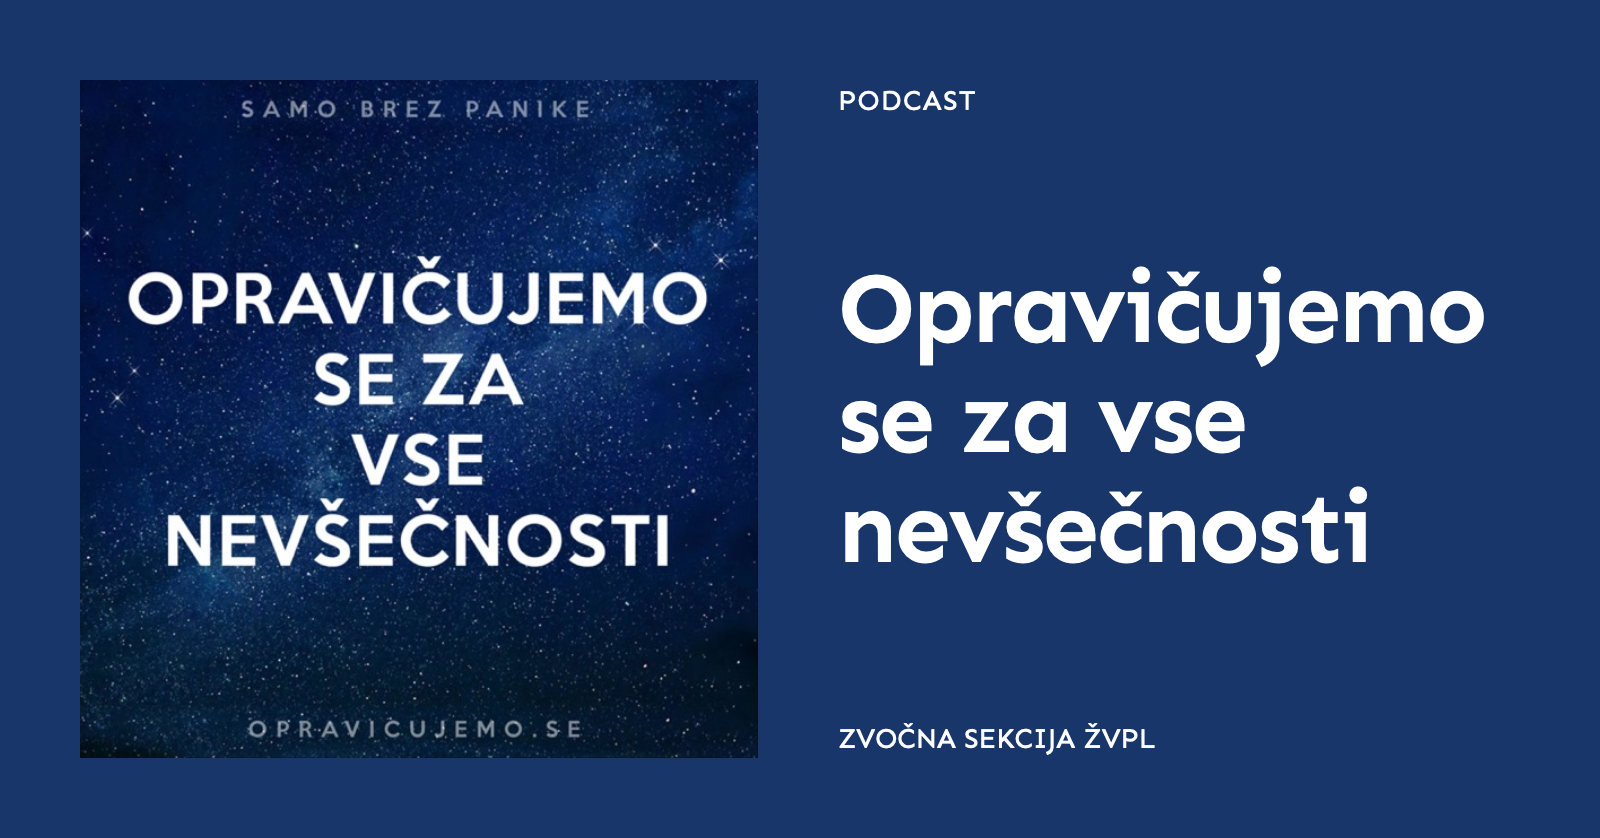 SAMO BREZ PANIKE
OPRAVIČUJEMO
SE ZA
VSE
NEVŠEČNOSTI
OPRAVICUJEMO.SE
PODCAST
Opravičujemo
se za vse
nevšečnosti
ZVOČNA SEKCIJA ŽVPL